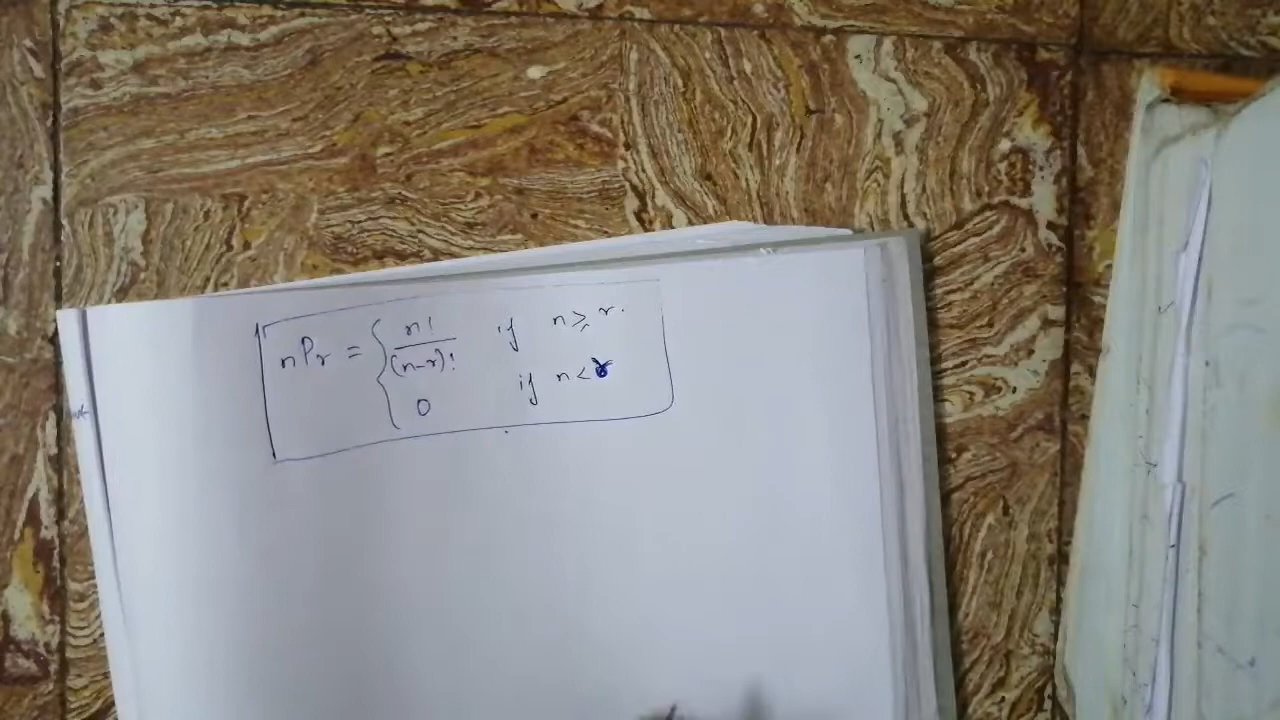 nPr = { n!/(n-r)! if n≥r.
0 if n<r